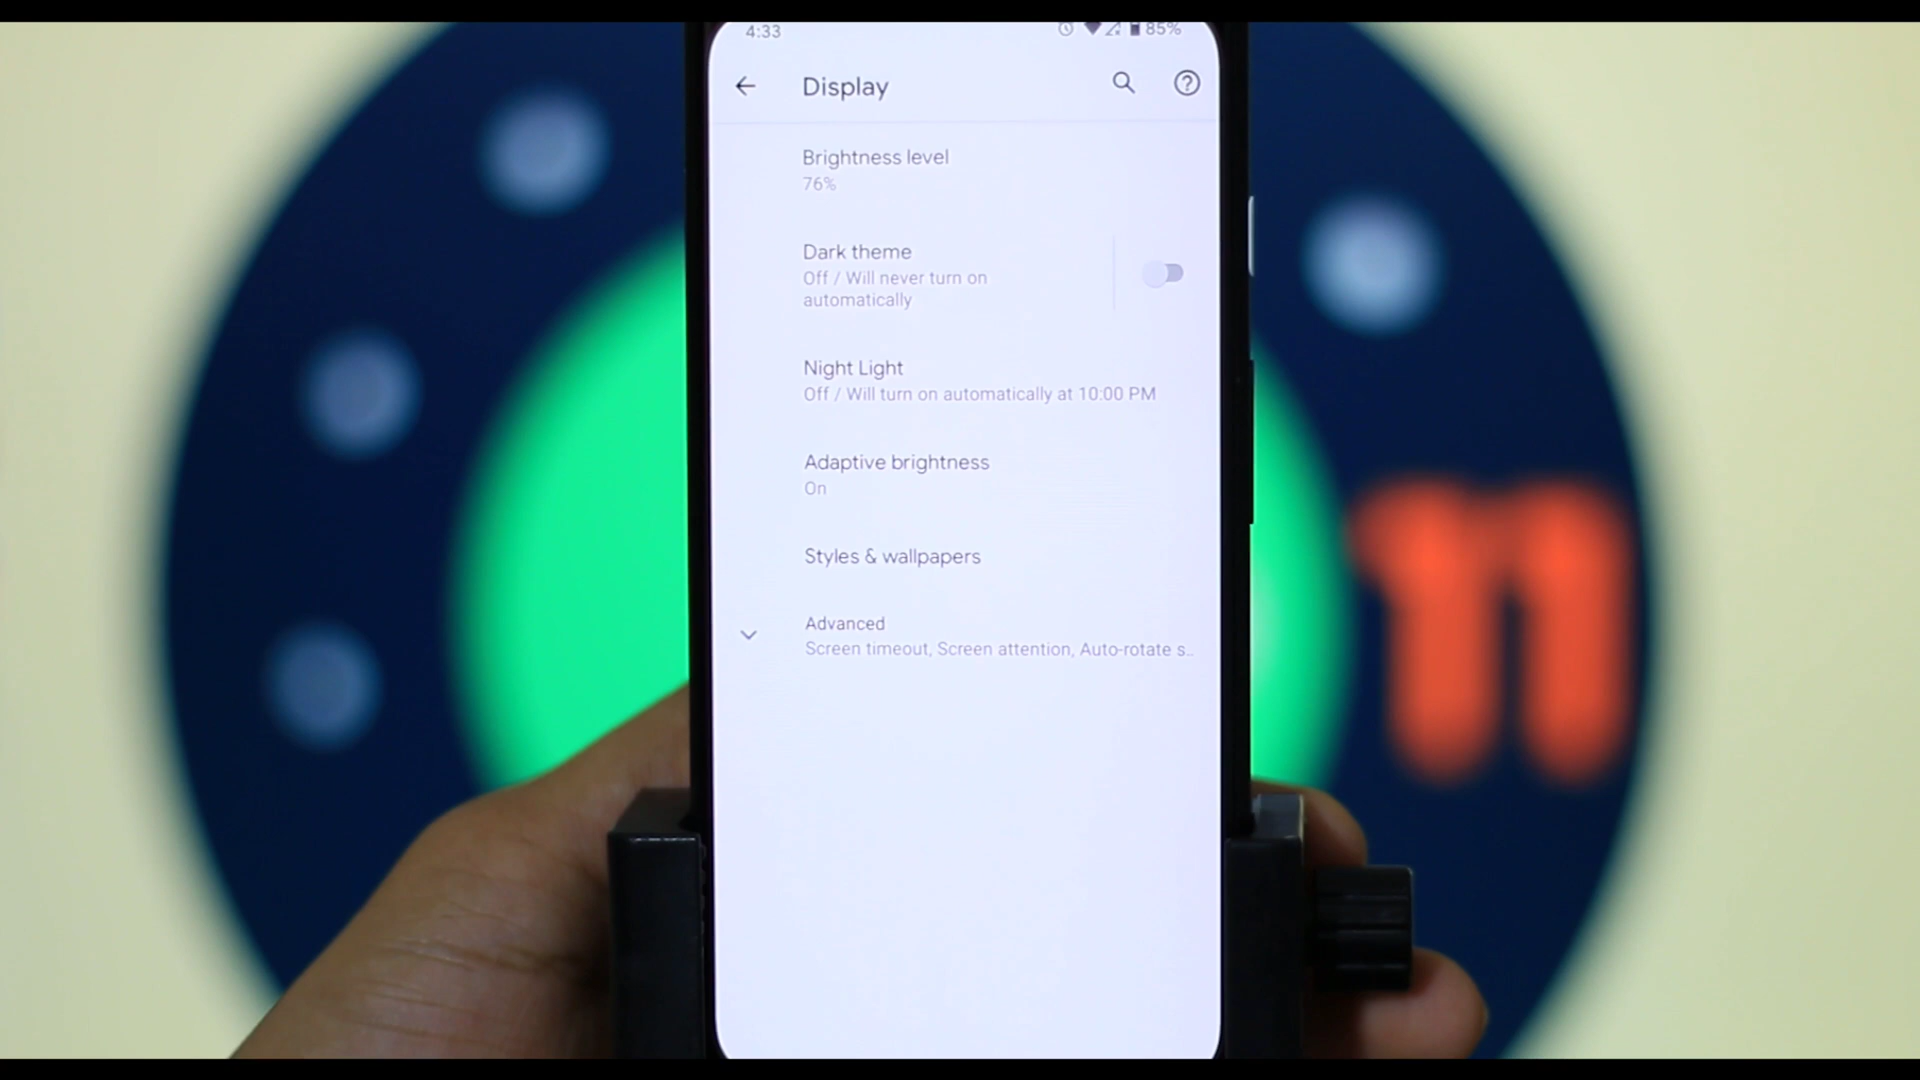 4:33
85%
Display
Brightness level
76%
Dark theme
Off / Will never turn on
automatically
Night Light
Off / Will turn on automatically at 10:00 PM
Adaptive brightness
On
Styles & wallpapers
Advanced
Screen timeout, Screen attention, Auto-rotate s..
11